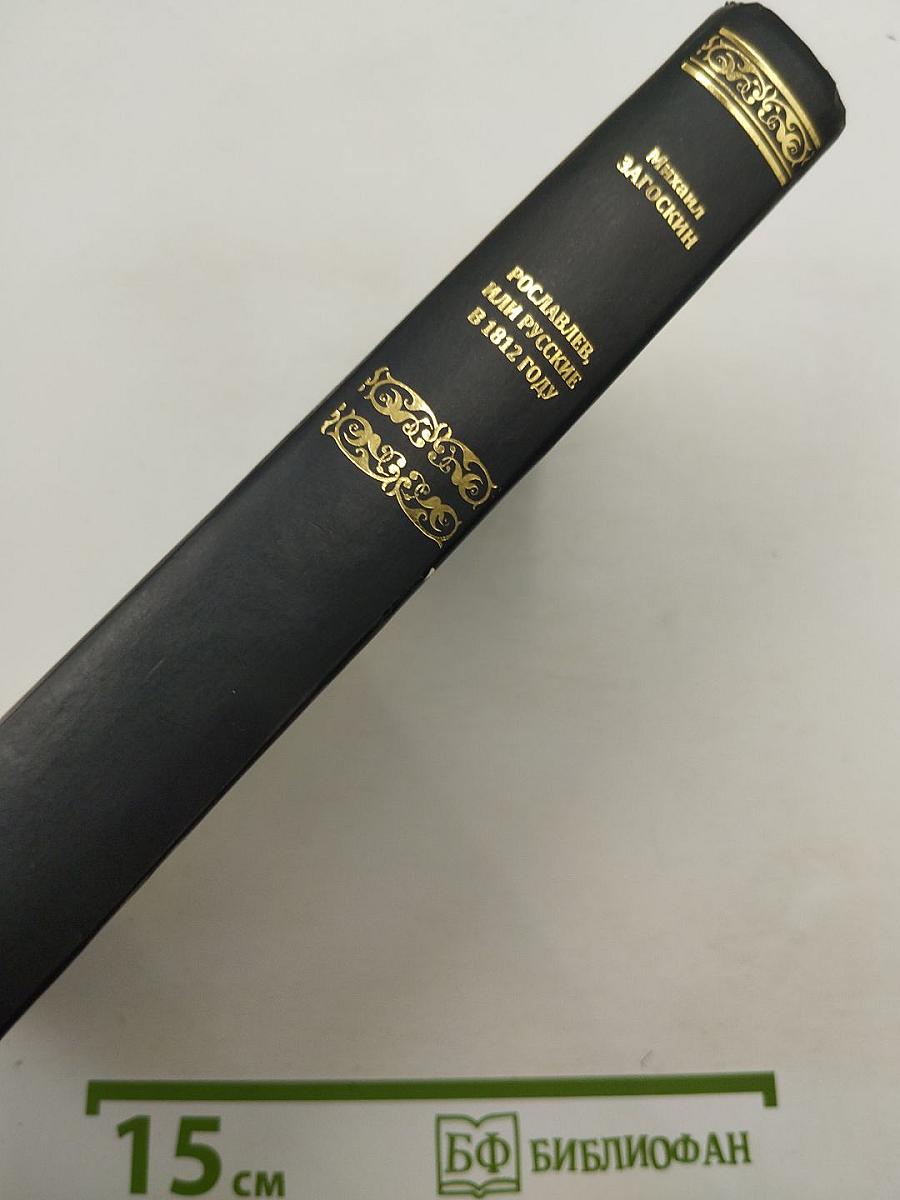 Михаил
ЗАГОСКИН
РОСЛАВЛЕВ,
ИЛИ РУССКИЕ
В 1812 ГОДУ
15 см
БФ БИБЛИОФАН